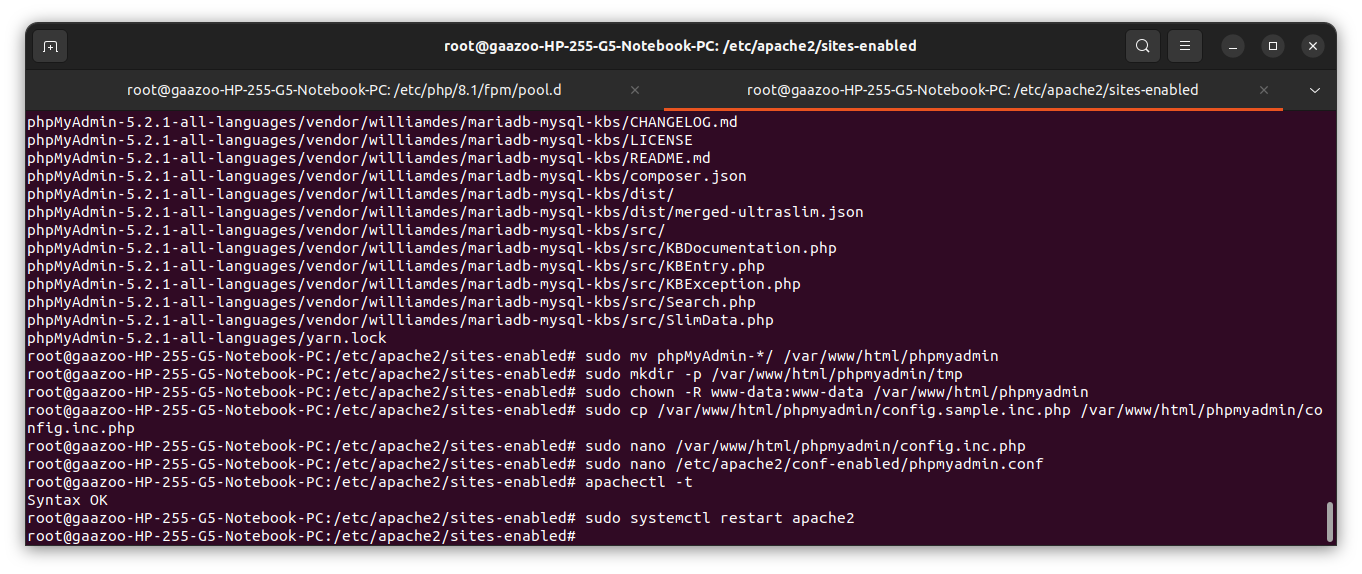 root@gaazoo-HP-255-G5-Notebook-PC: /etc/apache2/sites-enabled
root@gaazoo-HP-255-G5-Notebook-PC: /etc/php/8.1/fpm/pool.d
root@gaazoo-HP-255-G5-Notebook-PC: /etc/apache2/sites-enabled
phpMyAdmin-5.2.1-all-languages/vendor/williamdes/mariadb-mysql-kbs/CHANGELOG.md
phpMyAdmin-5.2.1-all-languages/vendor/williamdes/mariadb-mysql-kbs/LICENSE
phpMyAdmin-5.2.1-all-languages/vendor/williamdes/mariadb-mysql-kbs/README.md
phpMyAdmin-5.2.1-all-languages/vendor/williamdes/mariadb-mysql-kbs/composer.json
phpMyAdmin-5.2.1-all-languages/vendor/williamdes/mariadb-mysql-kbs/dist/
phpMyAdmin-5.2.1-all-languages/vendor/williamdes/mariadb-mysql-kbs/dist/merged-ultraslim.json
phpMyAdmin-5.2.1-all-languages/vendor/williamdes/mariadb-mysql-kbs/src/
phpMyAdmin-5.2.1-all-languages/vendor/williamdes/mariadb-mysql-kbs/src/KBDocumentation.php
phpMyAdmin-5.2.1-all-languages/vendor/williamdes/mariadb-mysql-kbs/src/KBEntry.php
phpMyAdmin-5.2.1-all-languages/vendor/williamdes/mariadb-mysql-kbs/src/KBException.php
phpMyAdmin-5.2.1-all-languages/vendor/williamdes/mariadb-mysql-kbs/src/Search.php
phpMyAdmin-5.2.1-all-languages/vendor/williamdes/mariadb-mysql-kbs/src/SlimData.php
phpMyAdmin-5.2.1-all-languages/yarn.lock
root@gaazoo-HP-255-G5-Notebook-PC:/etc/apache2/sites-enabled# sudo mv phpMyAdmin-*/ /var/www/html/phpmyadmin
root@gaazoo-HP-255-G5-Notebook-PC:/etc/apache2/sites-enabled# sudo mkdir -p /var/www/html/phpmyadmin/tmp
root@gaazoo-HP-255-G5-Notebook-PC:/etc/apache2/sites-enabled# sudo chown -R www-data:www-data /var/www/html/phpmyadmin
root@gaazoo-HP-255-G5-Notebook-PC:/etc/apache2/sites-enabled# sudo cp /var/www/html/phpmyadmin/config.sample.inc.php /var/www/html/phpmyadmin/co
nfig.inc.php
root@gaazoo-HP-255-G5-Notebook-PC:/etc/apache2/sites-enabled# sudo nano /var/www/html/phpmyadmin/config.inc.php
root@gaazoo-HP-255-G5-Notebook-PC:/etc/apache2/sites-enabled# sudo nano /etc/apache2/conf-enabled/phpmyadmin.conf
root@gaazoo-HP-255-G5-Notebook-PC:/etc/apache2/sites-enabled# apachectl -t
Syntax OK
root@gaazoo-HP-255-G5-Notebook-PC:/etc/apache2/sites-enabled# sudo systemctl restart apache2
root@gaazoo-HP-255-G5-Notebook-PC:/etc/apache2/sites-enabled#